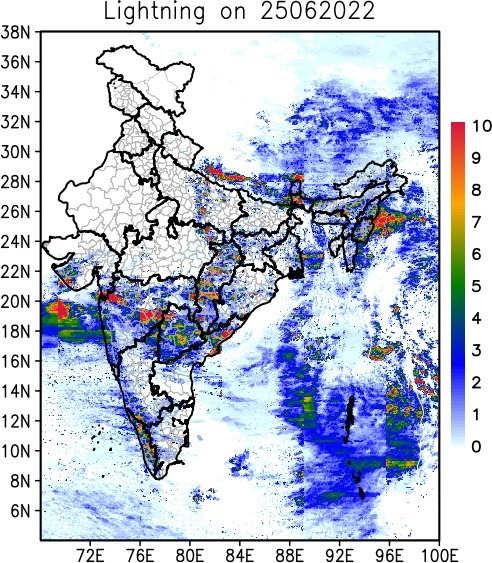 Lightning on 25062022
38N
36N
34N
32N
30N
28N
26N
24N
22N
20N
18N
16N
14N
12N
10N
8N
6N
72E 76E 80E 84E 88E 92E 96E 100E
10
9
8
7
6
5
4
3
2
1
0